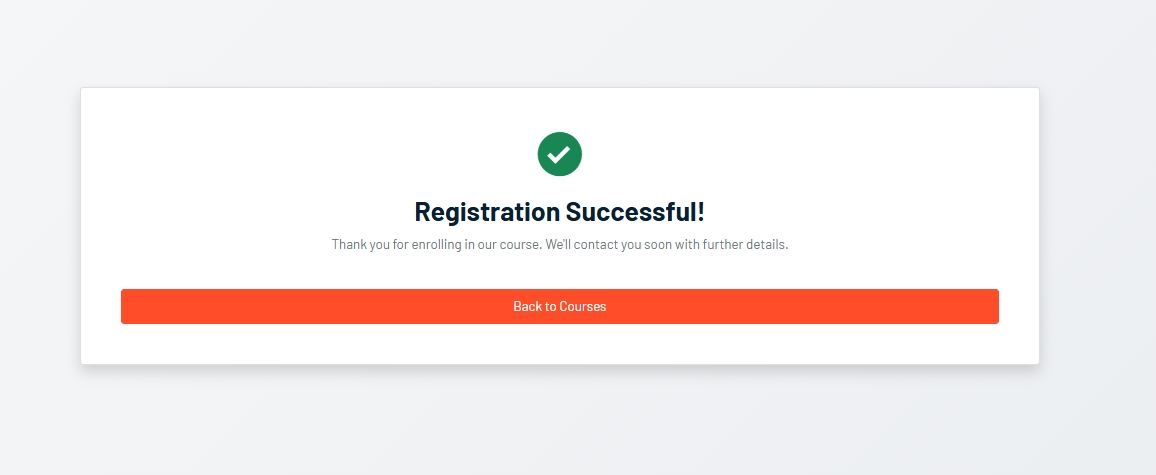 Registration Successful!
Thank you for enrolling in our course. We'll contact you soon with further details.
Back to Courses